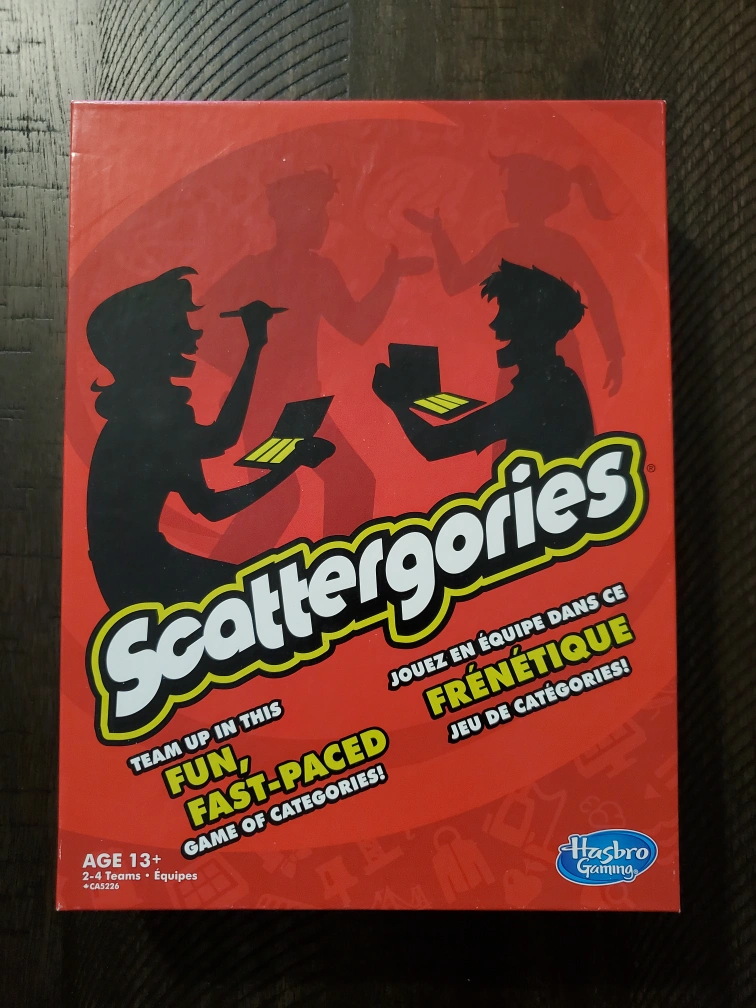 Scattergories®
TEAM UP IN THIS
FUN,
FAST-PACED
GAME OF CATEGORIES!
JOUEZ EN ÉQUIPE DANS CE
FRÉNÉTIQUE
JEU DE CATÉGORIES!
AGE 13+
2-4 Teams • Équipes
CA5226
Hasbro
Gaming®